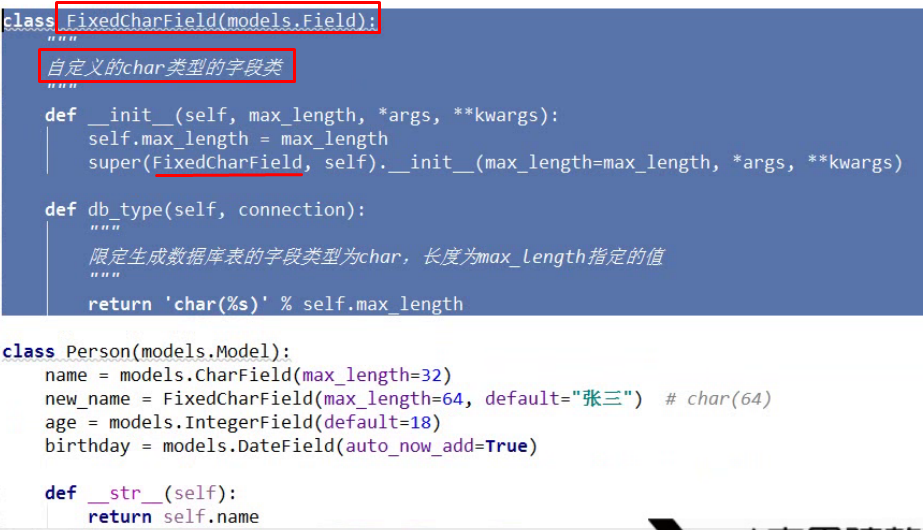 class FixedCharField(models.Field):
    """
    自定义的char类型的字段类
    """
    def __init__(self, max_length, *args, **kwargs):
        self.max_length = max_length
        super(FixedCharField, self).__init__(max_length=max_length, *args, **kwargs)
    def db_type(self, connection):
        """
        限定生成数据库表的字段类型为char，长度为max_length指定的值
        """
        return 'char(%s)' % self.max_length
class Person(models.Model):
    name = models.CharField(max_length=32)
    new_name = FixedCharField(max_length=64, default="张三")  # char(64)
    age = models.IntegerField(default=18)
    birthday = models.DateField(auto_now_add=True)
    def __str__(self):
        return self.name